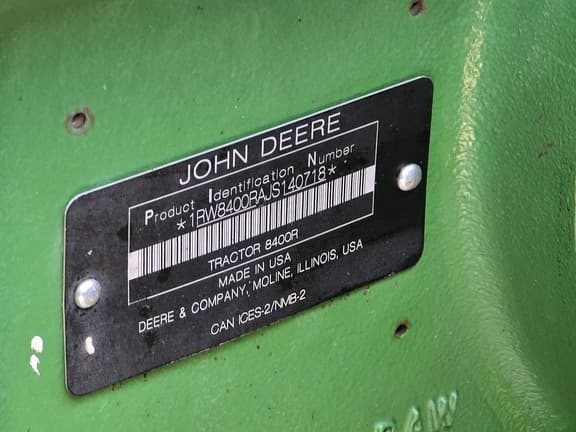 JOHN DEERE
Product Identification Number
*1RW8400RAJS140718*
TRACTOR 8400R
MADE IN USA
DEERE & COMPANY, MOLINE, ILLINOIS, USA
CAN ICES-2/NMB-2